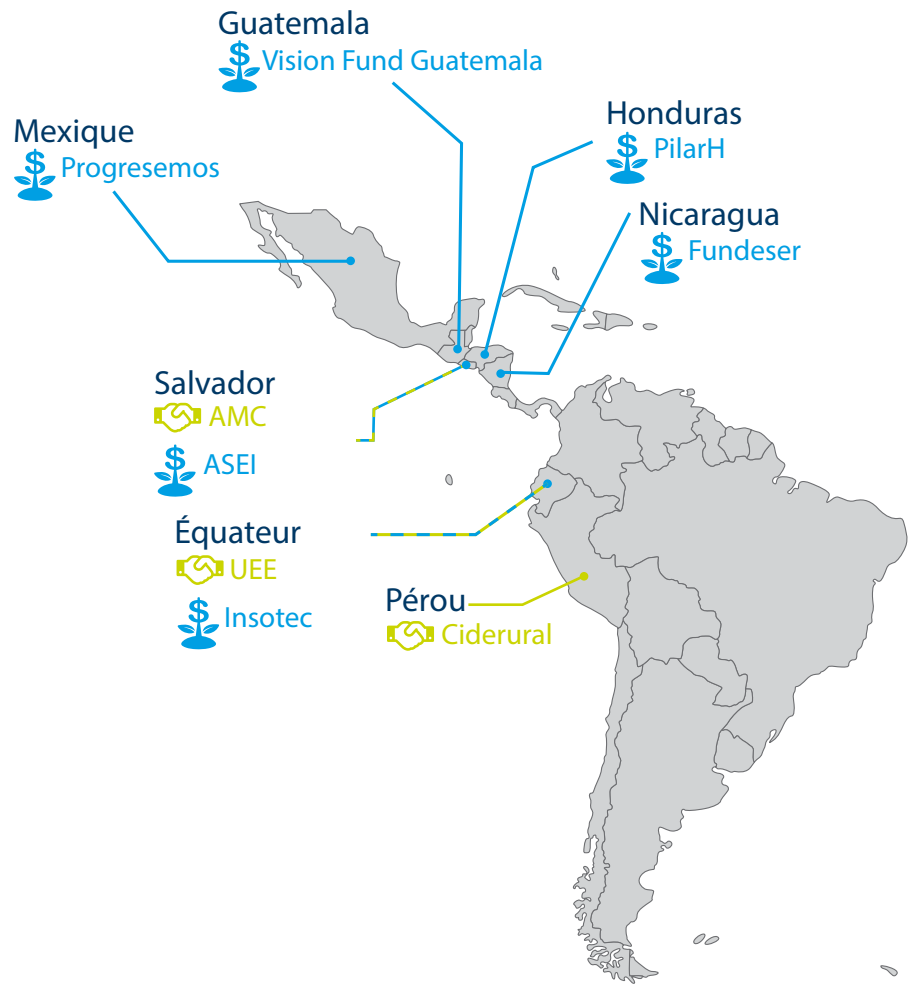 Guatemala
Vision Fund Guatemala
Mexique
Progresemos
Honduras
PilarH
Nicaragua
Fundeser
Salvador
AMC
ASEI
Équateur
UEE
Insotec
Pérou
Ciderural